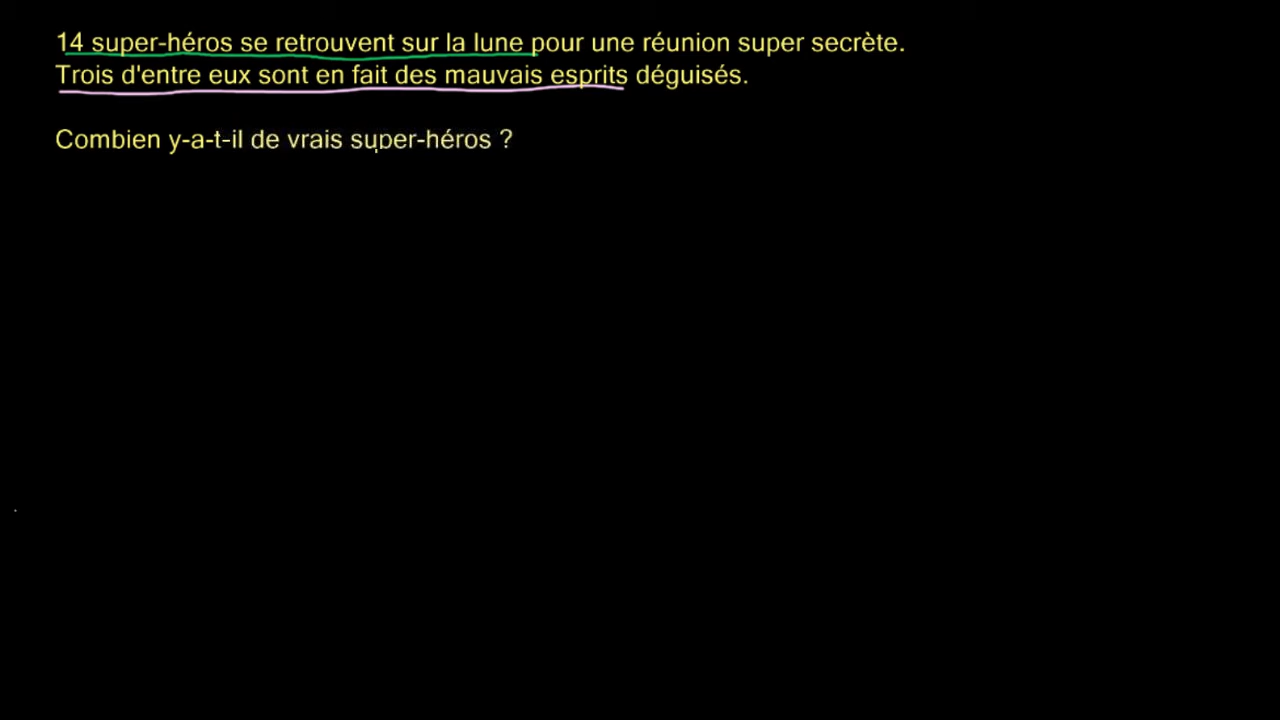 14 super-héros se retrouvent sur la lune pour une réunion super secrète.
Trois d'entre eux sont en fait des mauvais esprits déguisés.
Combien y-a-t-il de vrais super-héros ?